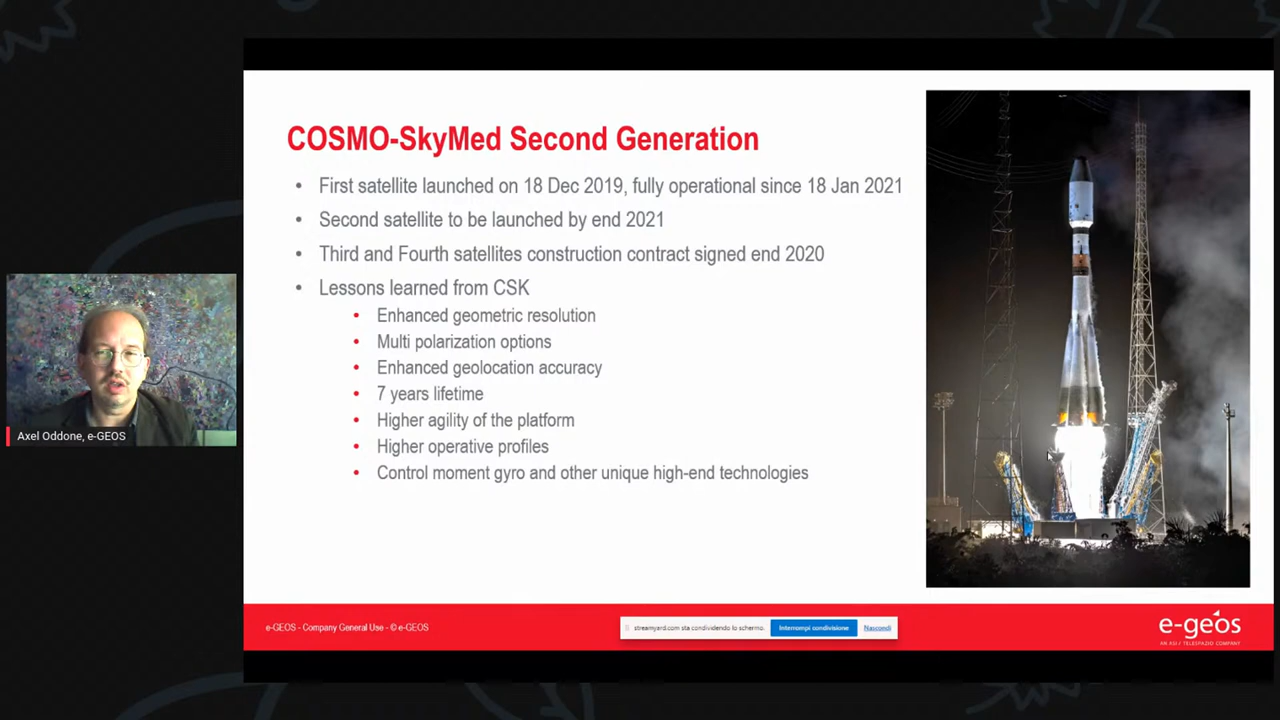 COSMO-SkyMed Second Generation
• First satellite launched on 18 Dec 2019, fully operational since 18 Jan 2021
• Second satellite to be launched by end 2021
• Third and Fourth satellites construction contract signed end 2020
• Lessons learned from CSK
• Enhanced geometric resolution
• Multi polarization options
• Enhanced geolocation accuracy
• 7 years lifetime
• Higher agility of the platform
• Higher operative profiles
• Control moment gyro and other unique high-end technologies
Axel Oddone, e-GEOS
e-GEOS - Company General Use - © e-GEOS
streamyard.com sta condividendo lo schermo.
Interrompi condivisione
Nascondi
e-geos
AN ASI / TELESPAZIO COMPANY